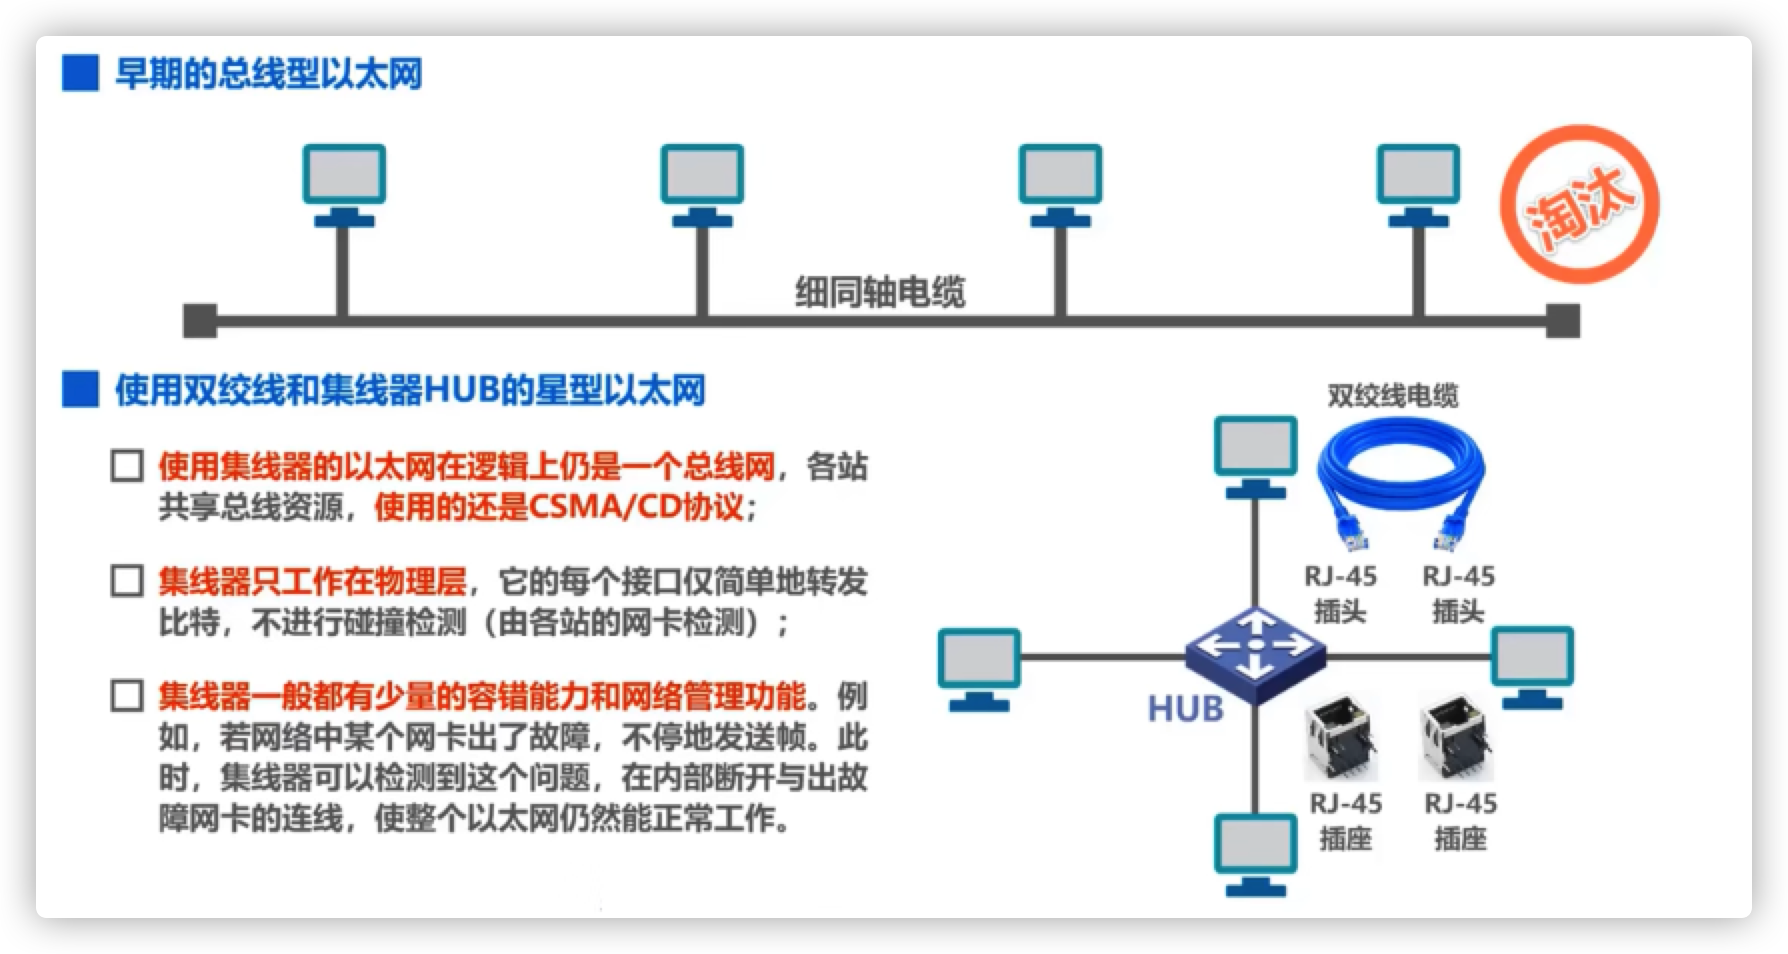 早期的总线型以太网
淘汰
细同轴电缆
使用双绞线和集线器HUB的星型以太网
使用集线器的以太网在逻辑上仍是一个总线网，各站
共享总线资源，使用的还是CSMA/CD协议；
集线器只工作在物理层，它的每个接口仅简单地转发
比特，不进行碰撞检测（由各站的网卡检测）；
集线器一般都有少量的容错能力和网络管理功能。例
如，若网络中某个网卡出了故障，不停地发送帧。此
时，集线器可以检测到这个问题，在内部断开与出故
障网卡的连线，使整个以太网仍然能正常工作。
双绞线电缆
RJ-45
插头
RJ-45
插头
HUB
RJ-45
插座
RJ-45
插座